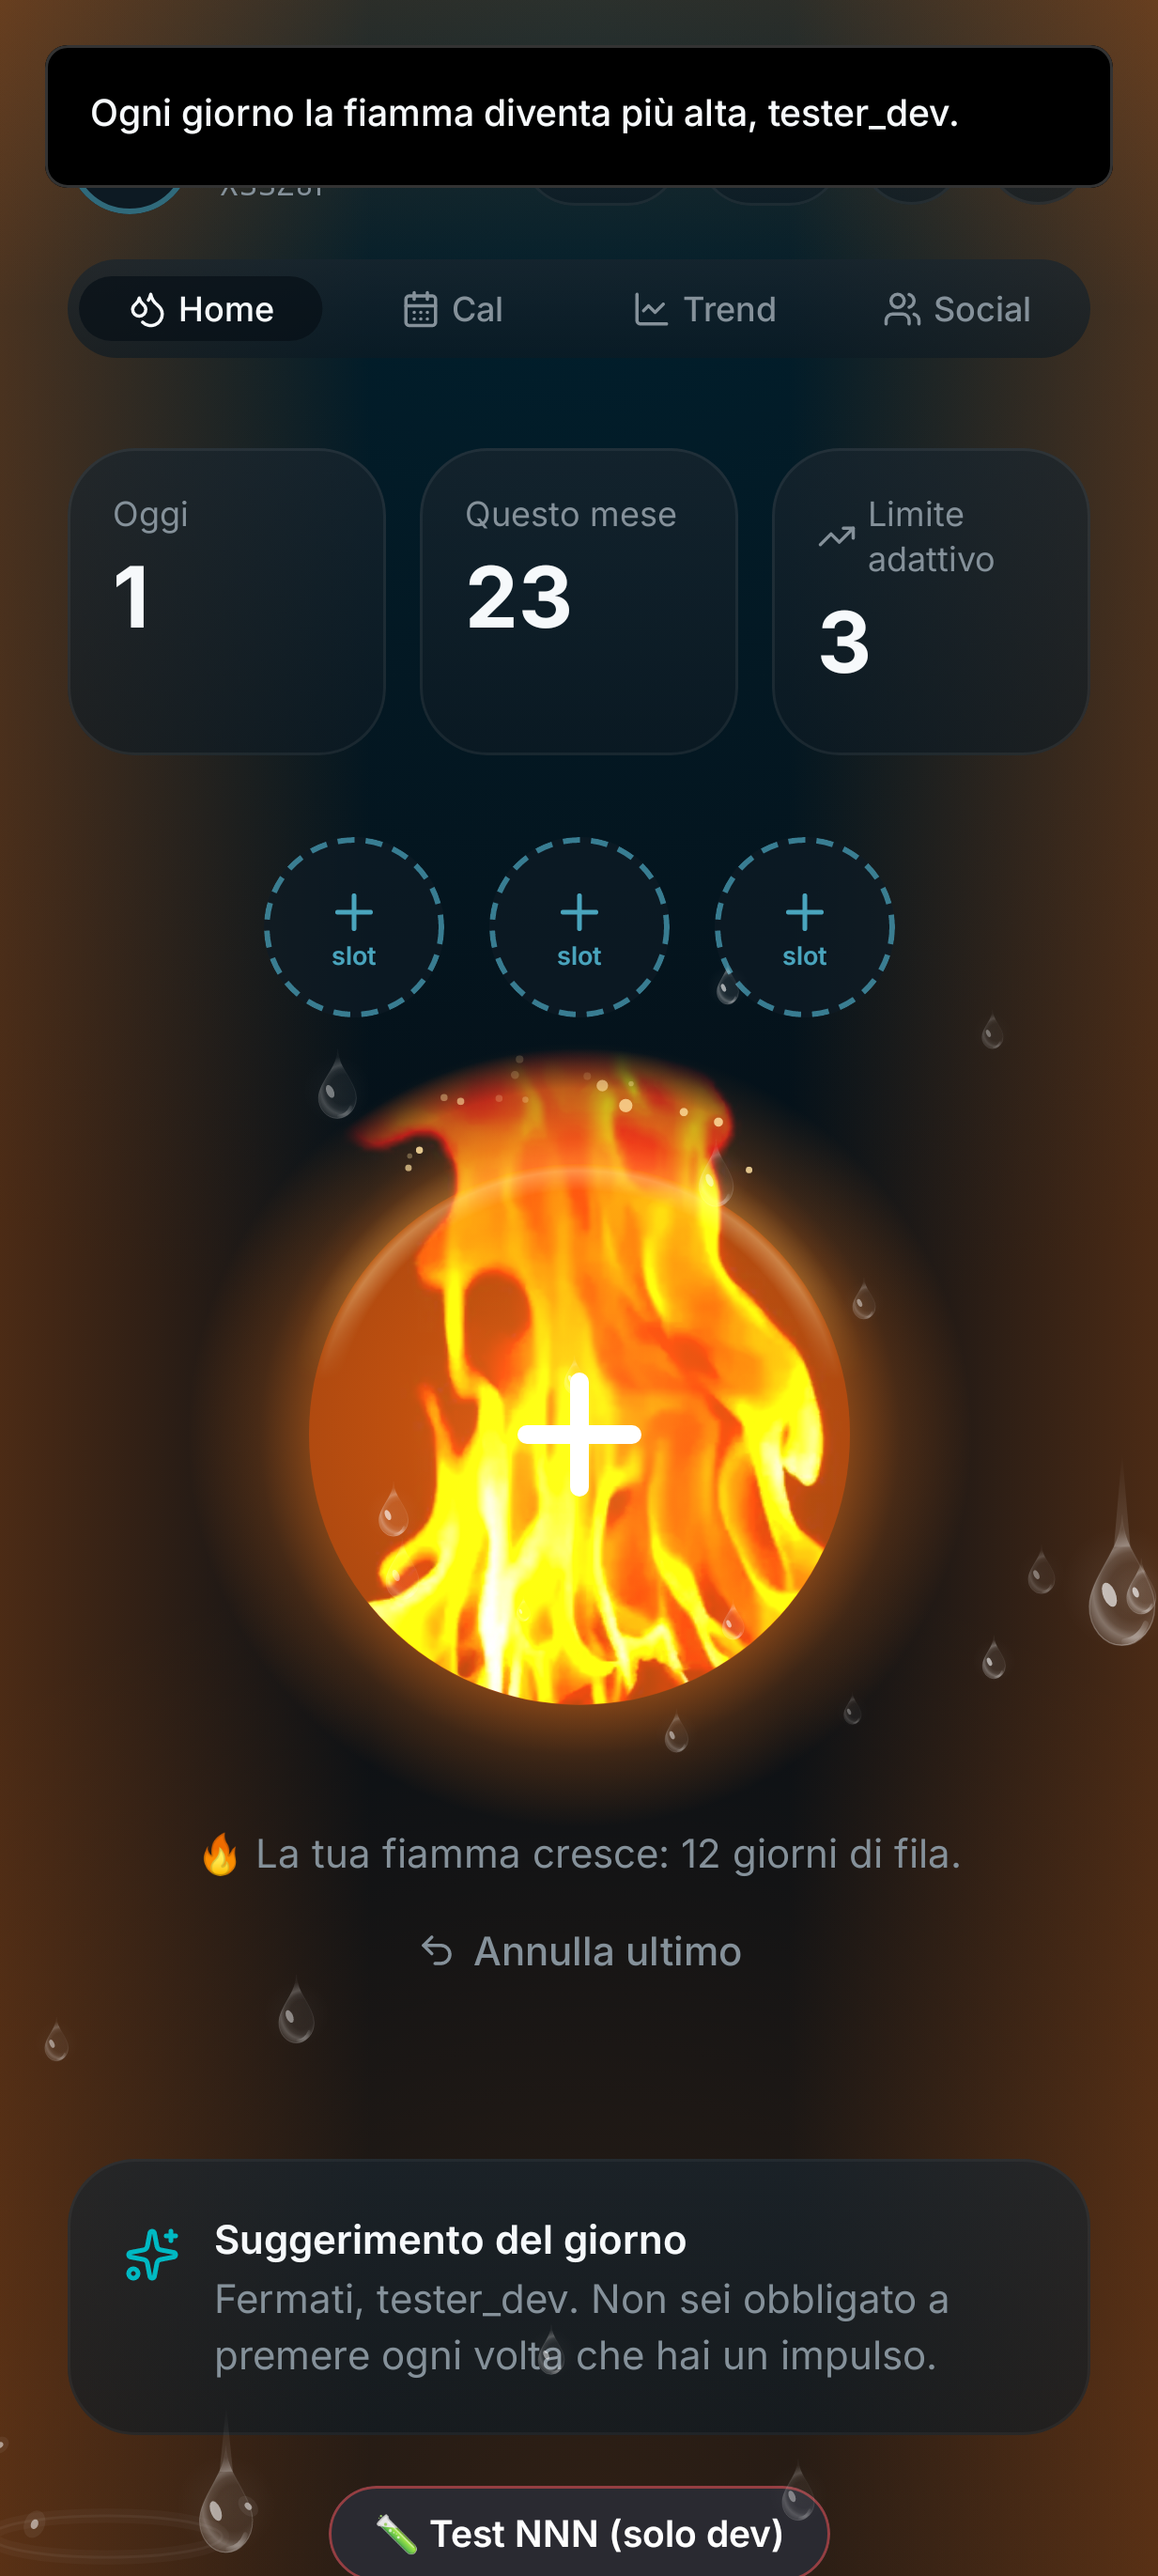 Ogni giorno la fiamma diventa più alta, tester_dev.
Home
Cal
Trend
Social
Oggi
1
Questo mese
23
Limite
adattivo
3
slot
slot
slot
🔥 La tua fiamma cresce: 12 giorni di fila.
Annulla ultimo
Suggerimento del giorno
Fermati, tester_dev. Non sei obbligato a
premere ogni volta che hai un impulso.
Test NNN (solo dev)